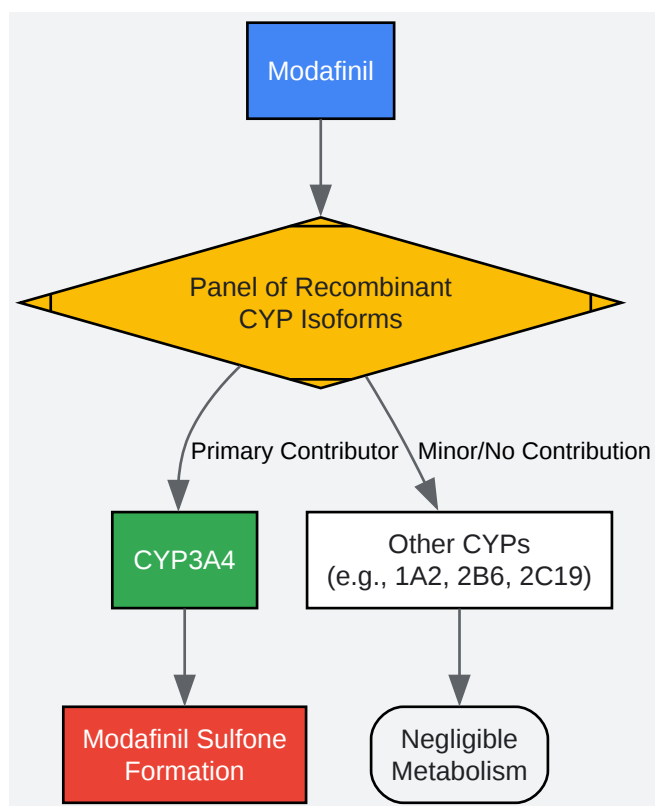 Modafinil
Panel of Recombinant
CYP Isoforms
Primary Contributor
Minor/No Contribution
CYP3A4
Other CYPs
(e.g., 1A2, 2B6, 2C19)
Modafinil Sulfone
Formation
Negligible
Metabolism